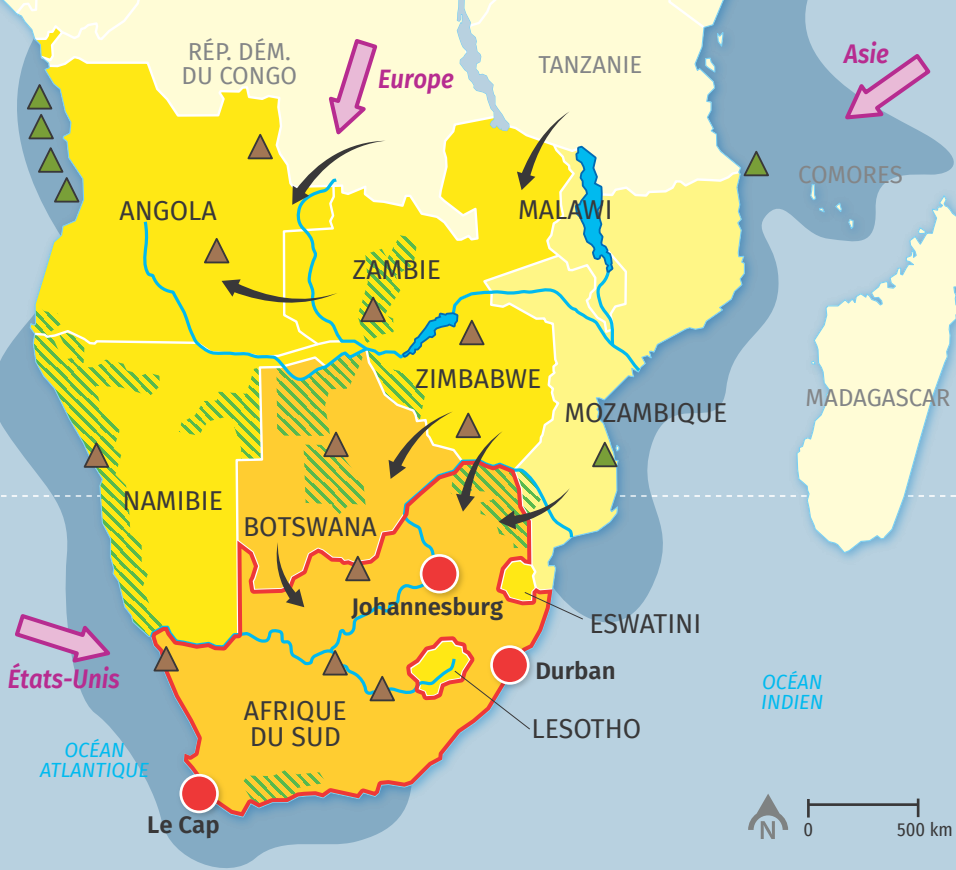 RÉP. DÉM.
DU CONGO
Europe
TANZANIE
Asie
COMORES
ANGOLA
MALAWI
ZAMBIE
ZIMBABWE
MADAGASCAR
MOZAMBIQUE
NAMIBIE
BOTSWANA
Johannesburg
ESWATINI
États-Unis
Durban
OCÉAN
INDIEN
AFRIQUE
DU SUD
LESOTHO
OCÉAN
ATLANTIQUE
Le Cap
N
0
500 km